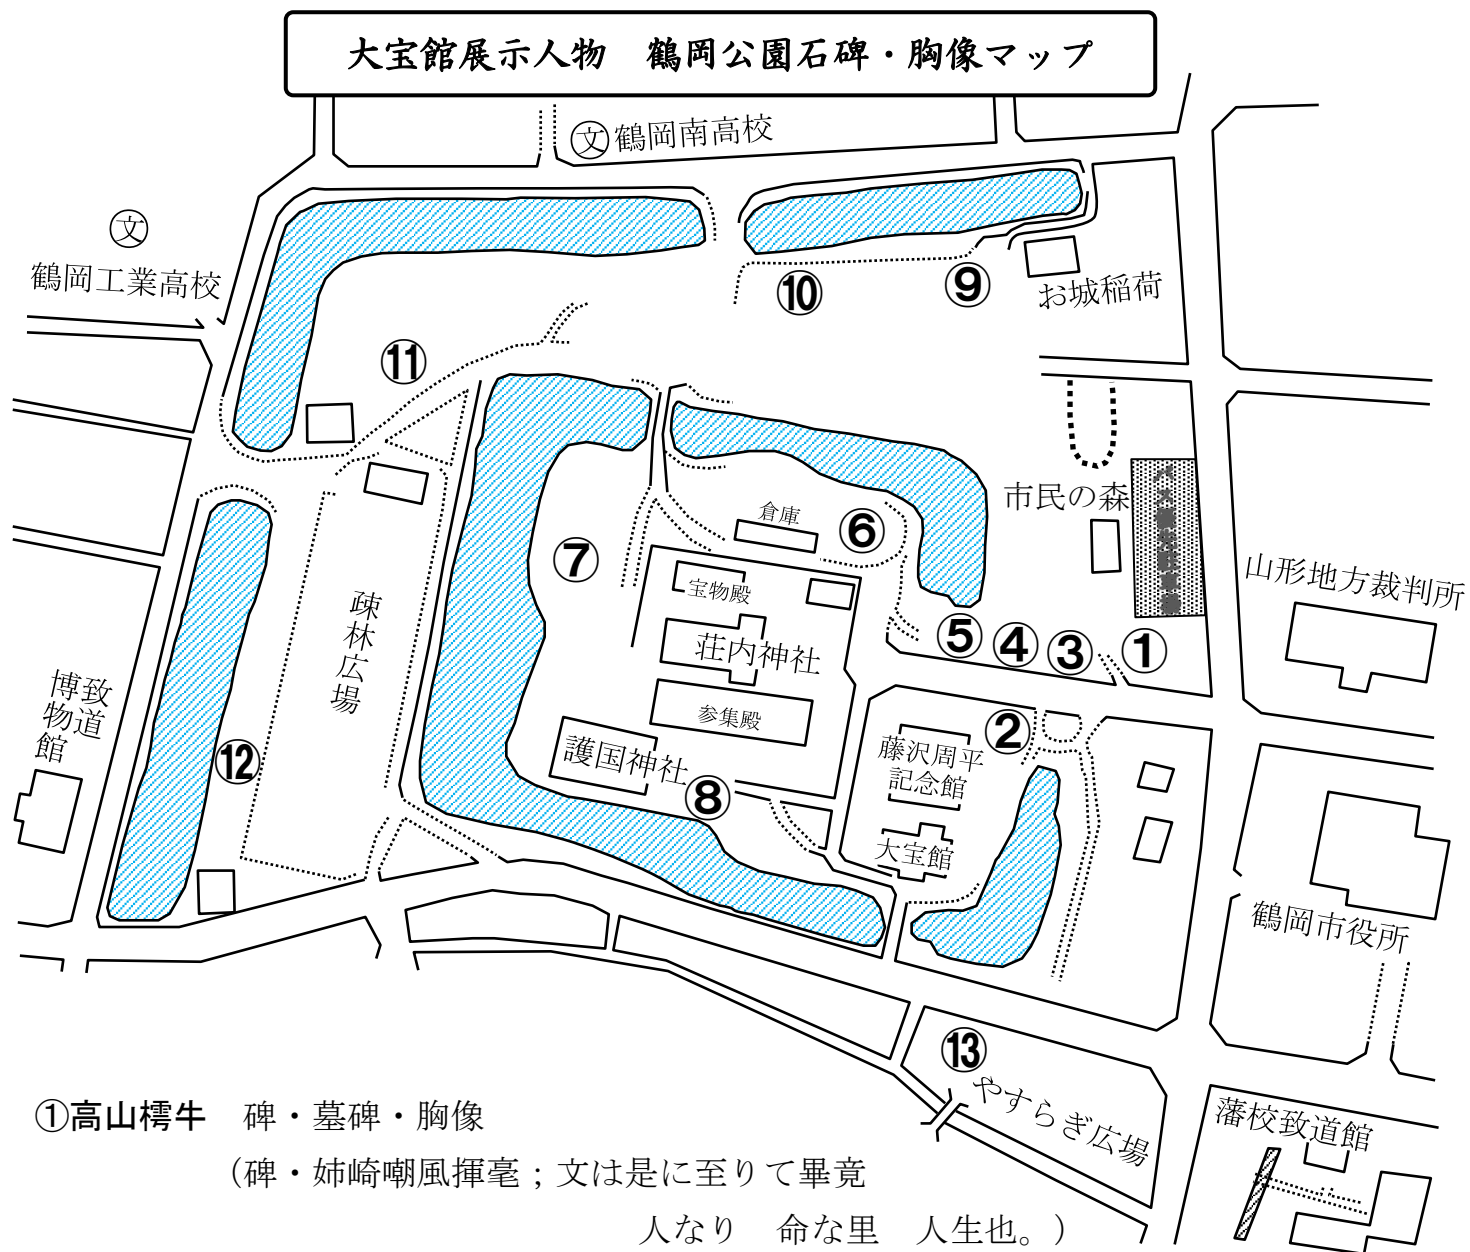 大宝館展示人物　鶴岡公園石碑・胸像マップ
文鶴岡南高校
文
鶴岡工業高校
⑩
⑨
お城稲荷
⑪
市民の森
倉庫
⑥
⑦
宝物殿
山形地方裁判所
疎林広場
荘内神社
⑤
④
③
①
参集殿
致道
博物館
②
⑫
護国神社
⑧
藤沢周平
記念館
大宝館
鶴岡市役所
⑬
やすらぎ広場
藩校致道館
①高山樗牛　碑・墓碑・胸像
（碑・姉崎嘲風揮毫；文は是に至りて畢竟
人なり　命な里　人生也。）